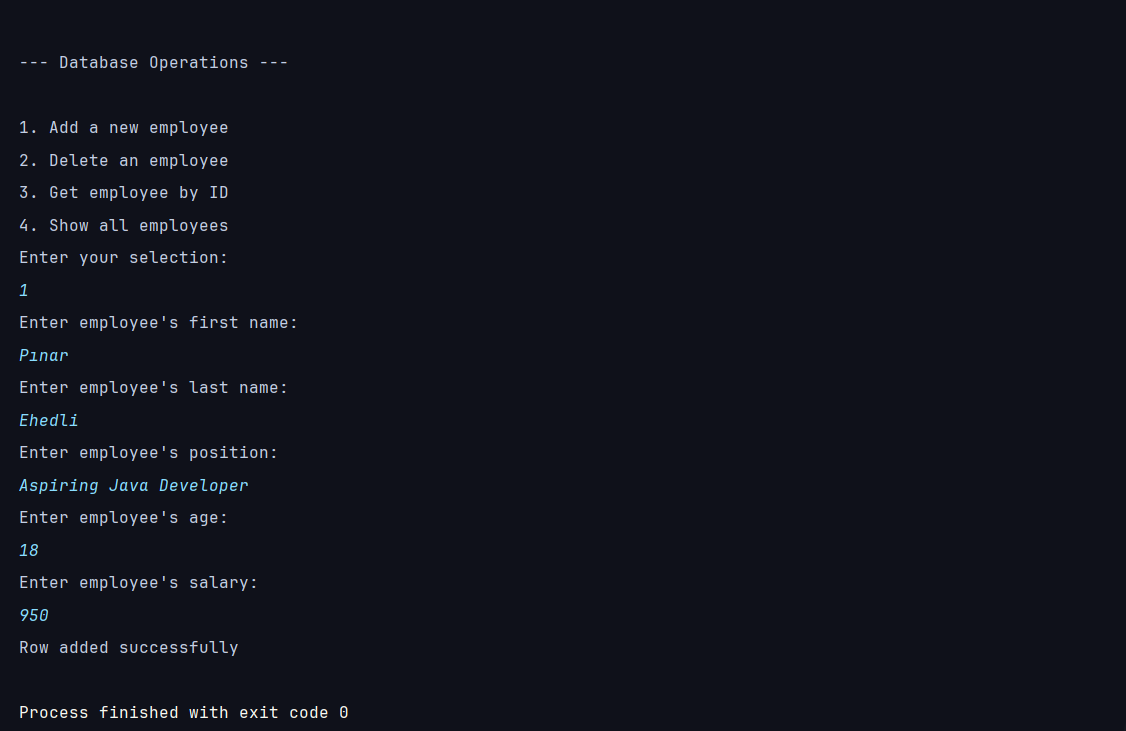 --- Database Operations ---
1. Add a new employee
2. Delete an employee
3. Get employee by ID
4. Show all employees
Enter your selection:
1
Enter employee's first name:
Pınar
Enter employee's last name:
Ehedli
Enter employee's position:
Aspiring Java Developer
Enter employee's age:
18
Enter employee's salary:
950
Row added successfully
Process finished with exit code 0